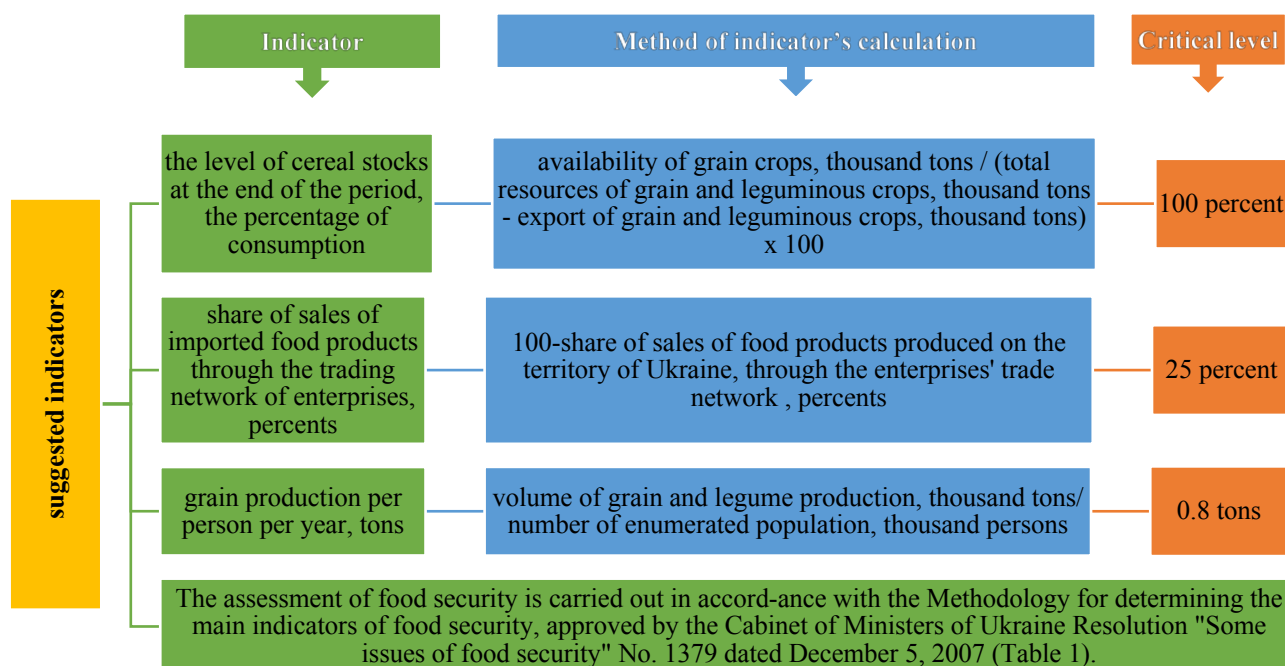 Indicator
Method of indicator's calculation
Critical level
suggested indicators
the level of cereal stocks
at the end of the period,
the percentage of
consumption
availability of grain crops, thousand tons / (total
resources of grain and leguminous crops, thousand tons
- export of grain and leguminous crops, thousand tons)
x 100
100 percent
share of sales of
imported food products
through the trading
network of enterprises,
percents
100-share of sales of food products produced on the
territory of Ukraine, through the enterprises' trade
network , percents
25 percent
grain production per
person per year, tons
volume of grain and legume production, thousand tons/
number of enumerated population, thousand persons
0.8 tons
The assessment of food security is carried out in accord-ance with the Methodology for determining the
main indicators of food security, approved by the Cabinet of Ministers of Ukraine Resolution "Some
issues of food security" No. 1379 dated December 5, 2007 (Table 1).